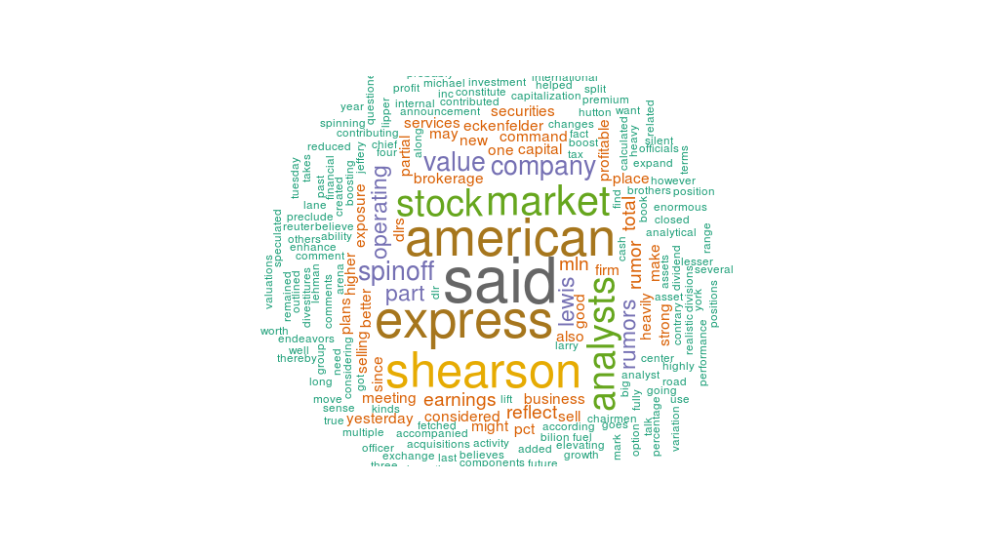 michael investment international
profit inc constitute helped split
year questione lipper internal contributed capitalization premium
announcement securities hutton want related
spinning services eckenfelder changes calculated heavy
contributing partial along may new command fact silent
reduced chief one capital boost officials
four value company tax profitable expand terms
tuesday takes past financial jeffery brokerage place however
created boosting operating stock market find brothers position
lane exposure total book enormous
preclude dlrs american closed
reuter believe analytical range
speculated others ability cash rumor make
enhance spinoff said mln firm assets dividend lesser
comment higher several
valuations remained outlined divestitures lehman arena part dlr lewis good analysts rumors asset divisions york positions
comments plans better express heavily strong contrary realistic
worth also performance
endeavors larry
well group need considering selling center
thereby since shearson analyst highly
long got big road
move meeting earnings lift business fully going use
sense kinds considered reflect sell chairmen
true yesterday fetched might pct according goes talk percentage variation
multiple accompanied bilion fuel mark option
officer acquisitions activity added elevating
exchange last believes growth
three components future